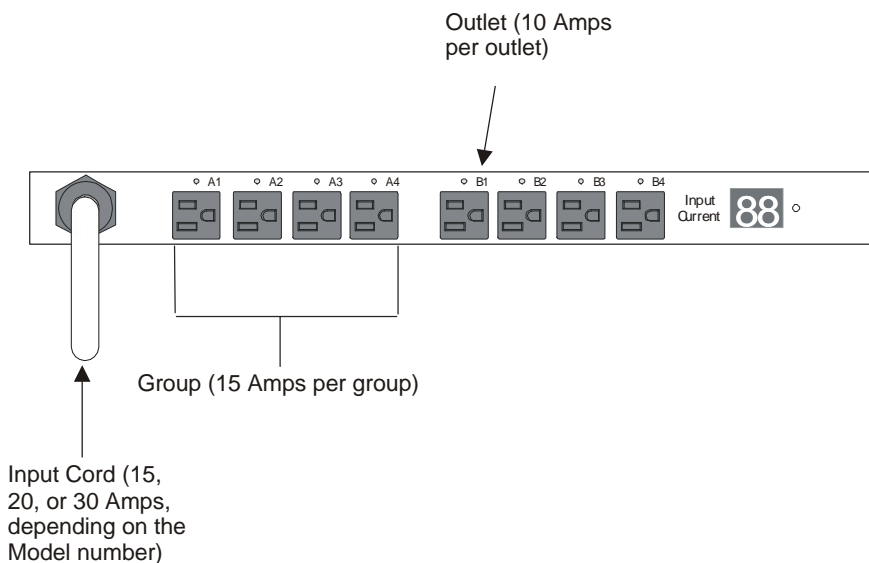 Outlet (10 Amps
per outlet)
A1 A2 A3 A4 B1 B2 B3 B4
Input
Current
88
Group (15 Amps per group)
Input Cord (15,
20, or 30 Amps,
depending on the
Model number)